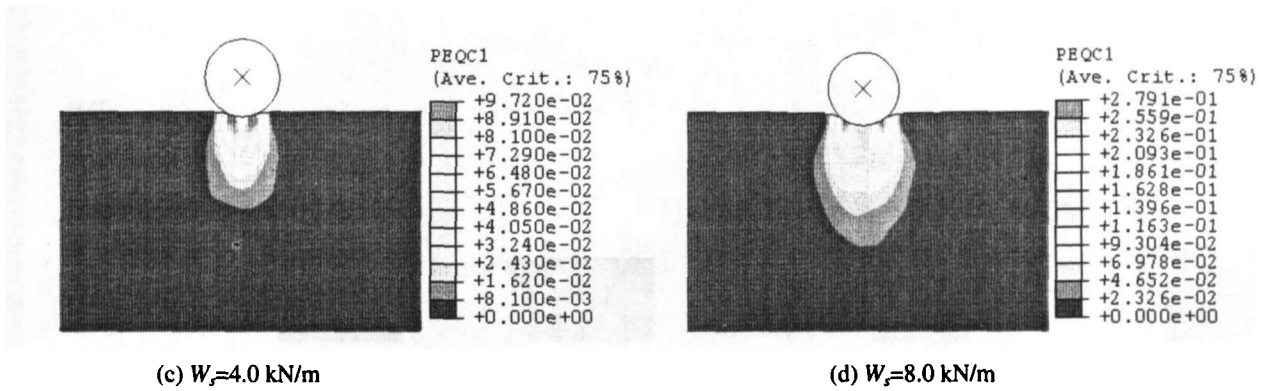 PEQC1
(Ave. Crit.: 75%)
+9.720e-02
+8.910e-02
+8.100e-02
+7.290e-02
+6.480e-02
+5.670e-02
+4.860e-02
+4.050e-02
+3.240e-02
+2.430e-02
+1.620e-02
+8.100e-03
+0.000e+00
(c) Ws=4.0 kN/m
PEQC1
(Ave. Crit.: 75%)
+2.791e-01
+2.559e-01
+2.326e-01
+2.093e-01
+1.861e-01
+1.628e-01
+1.396e-01
+1.163e-01
+9.304e-02
+6.978e-02
+4.652e-02
+2.326e-02
+0.000e+00
(d) Ws=8.0 kN/m